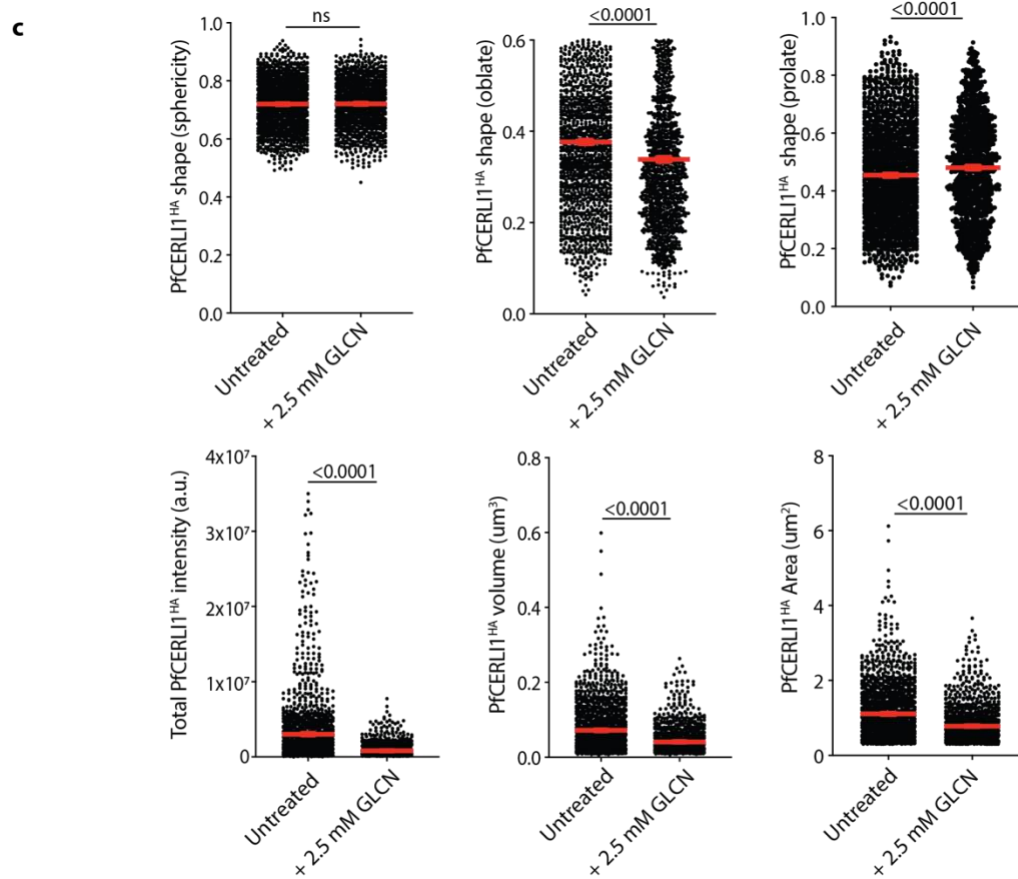 c
ns
PfCERLI1ᴴᴬ shape (sphericity)
1.0
0.8
0.6
0.4
0.2
0.0
Untreated
+ 2.5 mM GLCN
<0.0001
PfCERLI1ᴴᴬ shape (oblate)
0.6
0.4
0.2
0.0
Untreated
+ 2.5 mM GLCN
<0.0001
PfCERLI1ᴴᴬ shape (prolate)
1.0
0.8
0.6
0.4
0.2
0.0
Untreated
+ 2.5 mM GLCN
<0.0001
Total PfCERLI1ᴴᴬ intensity (a.u.)
4x10⁷
3x10⁷
2x10⁷
1x10⁷
0
Untreated
+ 2.5 mM GLCN
<0.0001
PfCERLI1ᴴᴬ volume (um³)
0.8
0.6
0.4
0.2
0.0
Untreated
+ 2.5 mM GLCN
<0.0001
PfCERLI1ᴴᴬ Area (um²)
8
6
4
2
0
Untreated
+ 2.5 mM GLCN